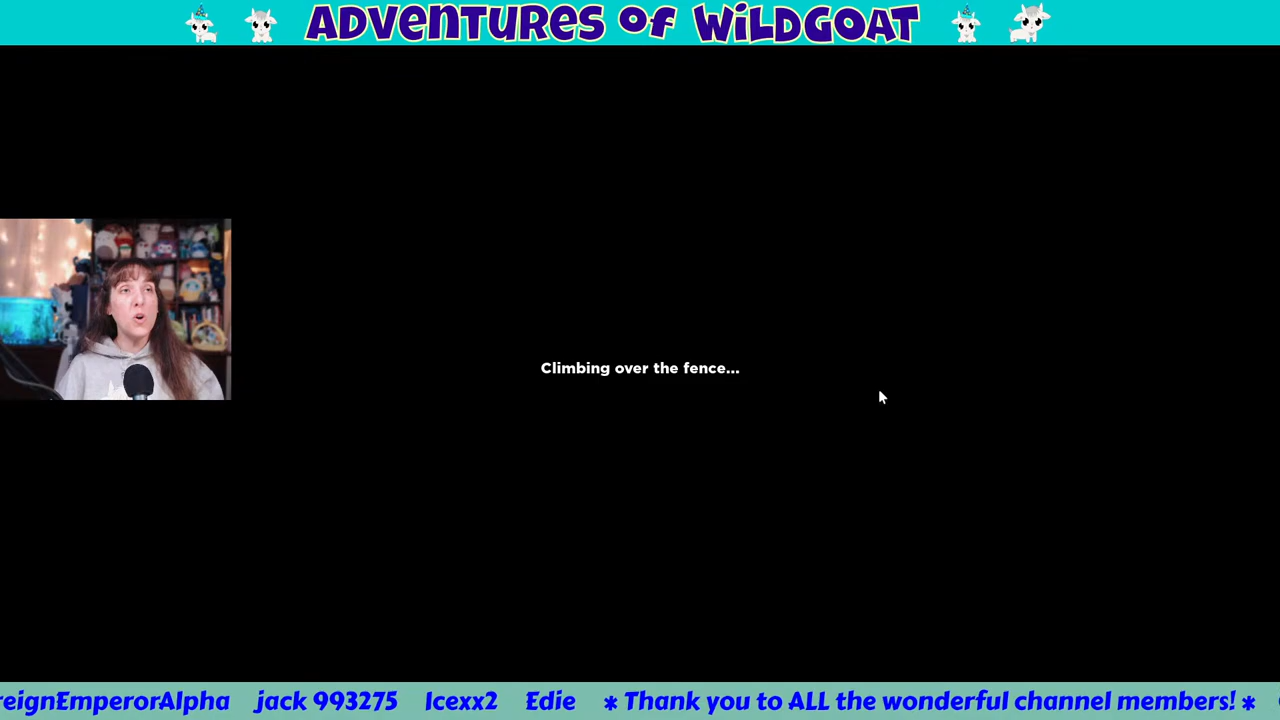 ADVENTURES OF WILDGOAT
Climbing over the fence...
reignEmperorAlpha jack 993275 Icexx2 Edie * Thank you to ALL the wonderful channel members! *